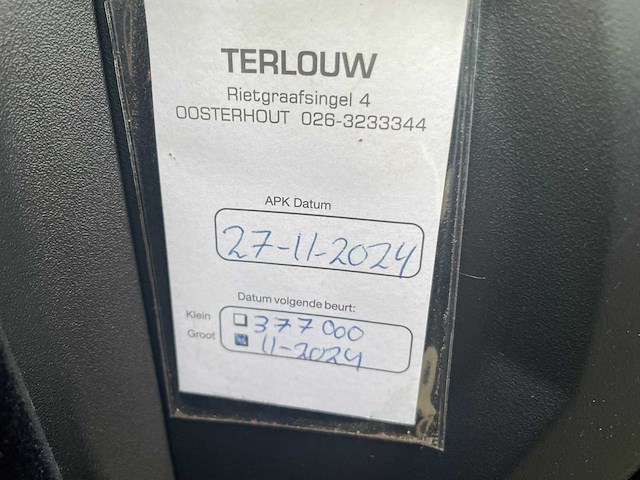 TERLOUW
Rietgraafsingel 4
OOSTERHOUT 026-3233344
APK Datum
27-11-2024
Datum volgende beurt:
Klein 377000
Groot 11-2024